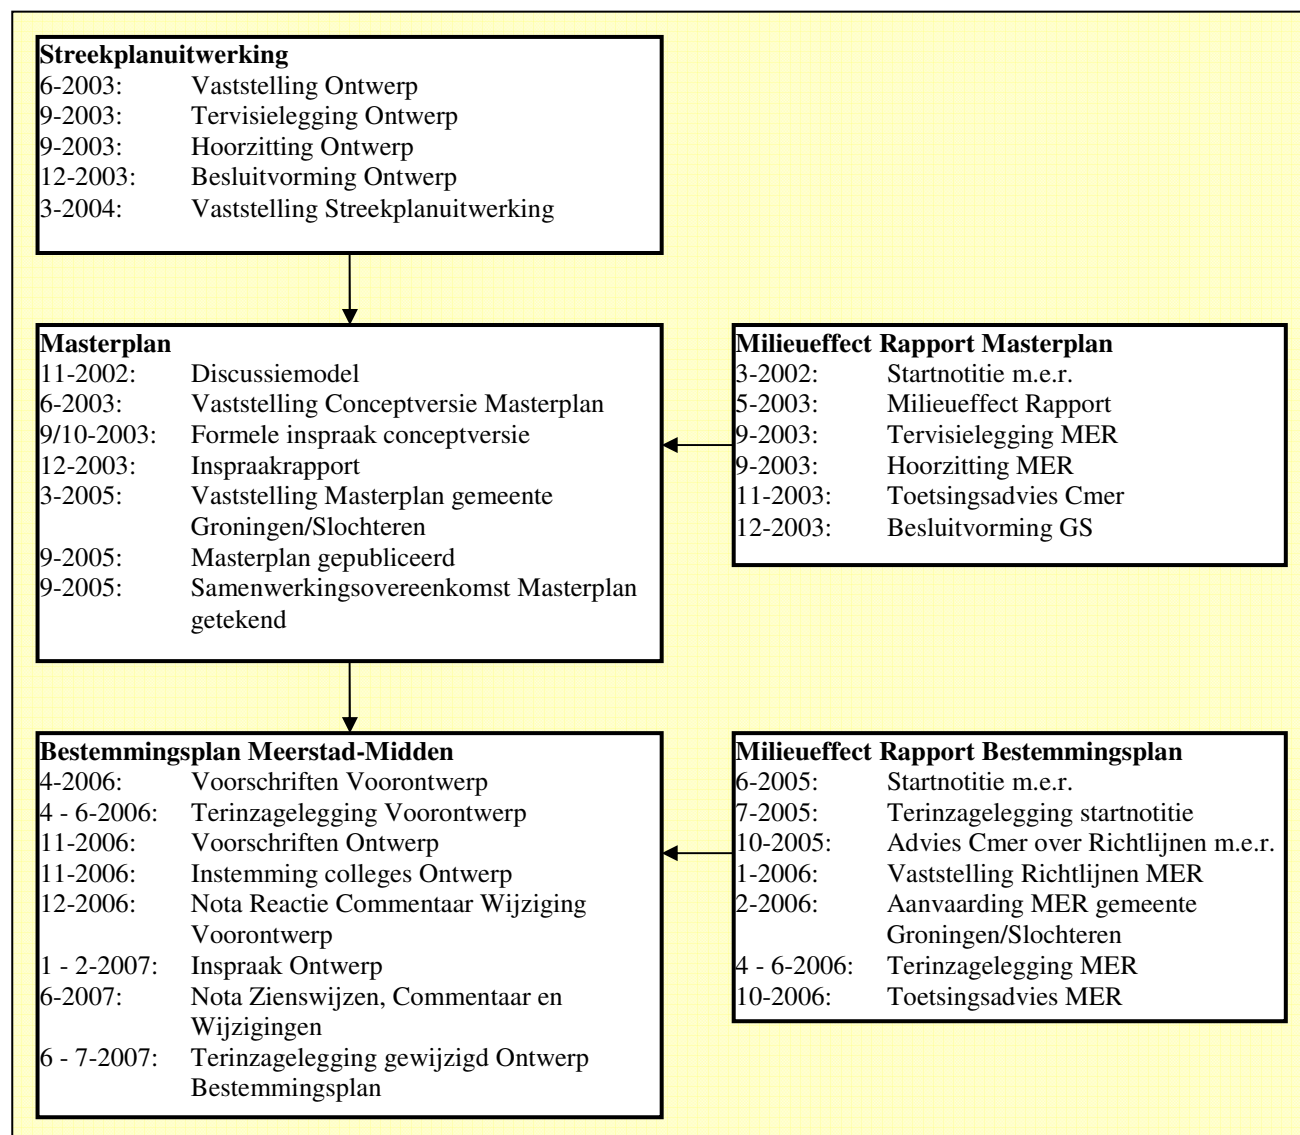 Streekplanuitwerking
6-2003: Vaststelling Ontwerp
9-2003: Tervisielegging Ontwerp
9-2003: Hoorzitting Ontwerp
12-2003: Besluitvorming Ontwerp
3-2004: Vaststelling Streekplanuitwerking
Masterplan
11-2002: Discussiemodel
6-2003: Vaststelling Conceptversie Masterplan
9/10-2003: Formele inspraak conceptversie
12-2003: Inspraakrapport
3-2005: Vaststelling Masterplan gemeente
Groningen/Slochteren
9-2005: Masterplan gepubliceerd
9-2005: Samenwerkingsovereenkomst Masterplan
getekend
Milieueffect Rapport Masterplan
3-2002: Startnotitie m.e.r.
5-2003: Milieueffect Rapport
9-2003: Tervisielegging MER
9-2003: Hoorzitting MER
11-2003: Toetsingsadvies Cmer
12-2003: Besluitvorming GS
Bestemmingsplan Meerstad-Midden
4-2006: Voorschriften Voorontwerp
4 - 6-2006: Terinzagelegging Voorontwerp
11-2006: Voorschriften Ontwerp
11-2006: Instemming colleges Ontwerp
12-2006: Nota Reactie Commentaar Wijziging
Voorontwerp
1 - 2-2007: Inspraak Ontwerp
6-2007: Nota Zienswijzen, Commentaar en
Wijzigingen
6 - 7-2007: Terinzagelegging gewijzigd Ontwerp
Bestemmingsplan
Milieueffect Rapport Bestemmingsplan
6-2005: Startnotitie m.e.r.
7-2005: Terinzagelegging startnotitie
10-2005: Advies Cmer over Richtlijnen m.e.r.
1-2006: Vaststelling Richtlijnen MER
2-2006: Aanvaarding MER gemeente
Groningen/Slochteren
4 - 6-2006: Terinzagelegging MER
10-2006: Toetsingsadvies MER